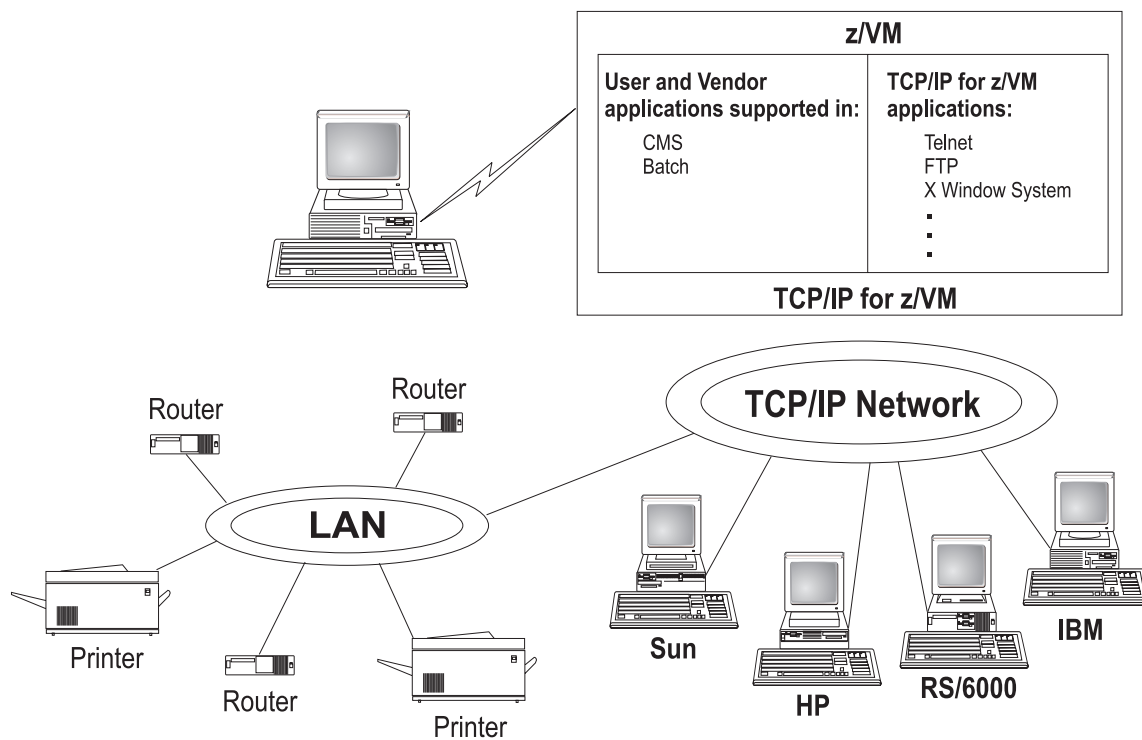 z/VM
User and Vendor
applications supported in:
CMS
Batch
TCP/IP for z/VM
applications:
Telnet
FTP
X Window System
TCP/IP for z/VM
TCP/IP Network
Router
Router
LAN
Printer
Router
Printer
Sun
HP
RS/6000
IBM